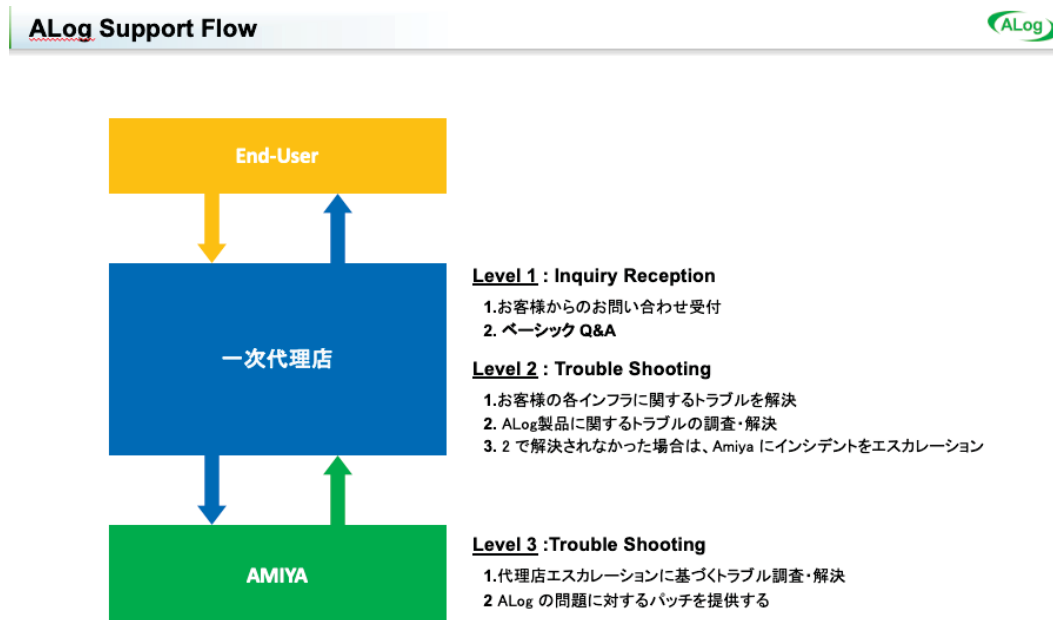 ALog Support Flow
ALog
End-User
一次代理店
Level 1 : Inquiry Reception
1.お客様からのお問い合わせ受付
2. ベーシック Q&A
Level 2 : Trouble Shooting
1.お客様の各インフラに関するトラブルを解決
2. ALog製品に関するトラブルの調査・解決
3. 2 で解決されなかった場合は、Amiya にインシデントをエスカレーション
AMIYA
Level 3 :Trouble Shooting
1.代理店エスカレーションに基づくトラブル調査・解決
2 ALog の問題に対するパッチを提供する